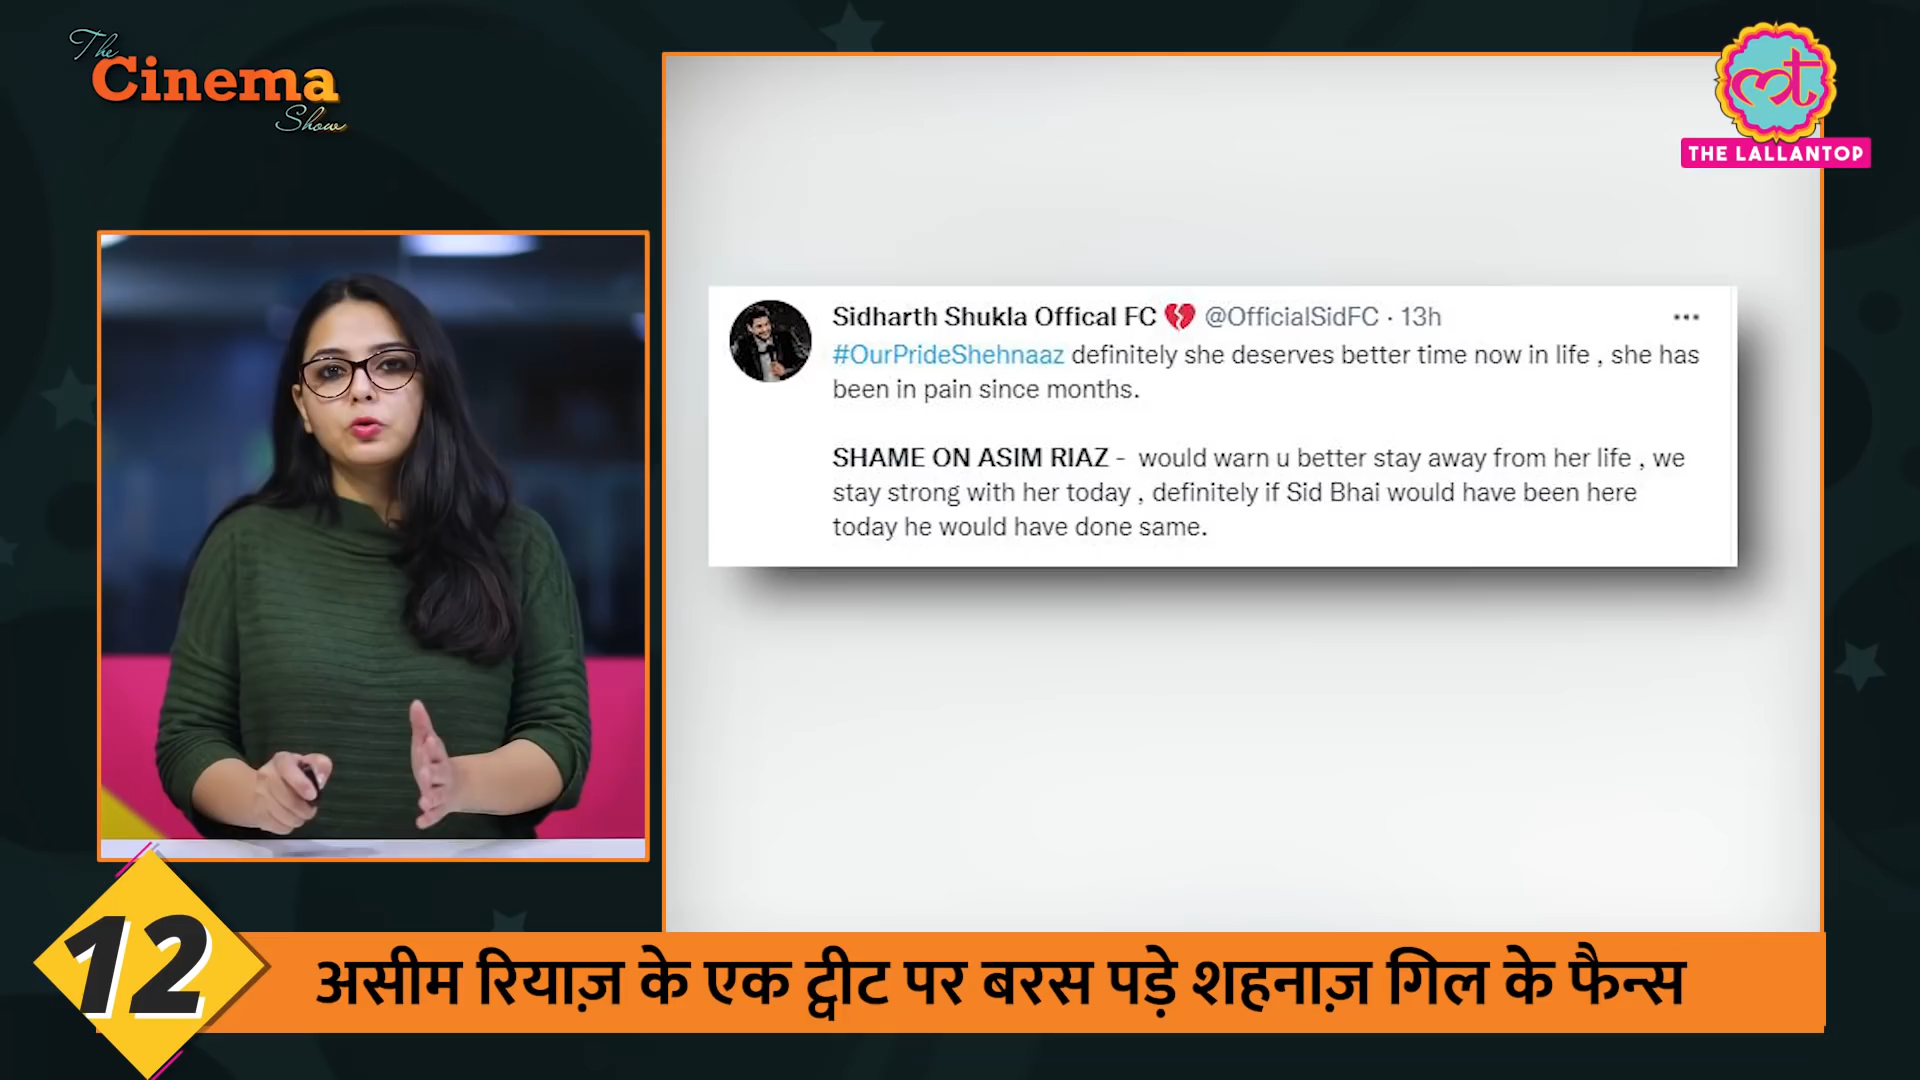 The
Cinema
Show
THE LALLANTOP
Sidharth Shukla Offical FC 💔 @OfficialSidFC · 13h
#OurPrideShehnaaz definitely she deserves better time now in life , she has
been in pain since months.
SHAME ON ASIM RIAZ - would warn u better stay away from her life , we
stay strong with her today , definitely if Sid Bhai would have been here
today he would have done same.
12
असीम रियाज़ के एक ट्वीट पर बरस पड़े शहनाज़ गिल के फैन्स